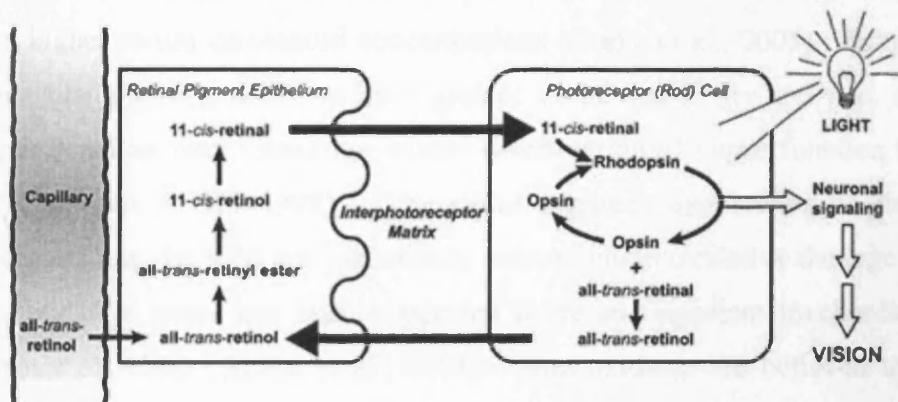 Retinal Pigment Epithelium
11-cis-retinal
11-cis-retinol
all-trans-retinyl ester
all-trans-retinol
Capillary
all-trans-
retinol
Interphotoreceptor
Matrix
Photoreceptor (Rod) Cell
11-cis-retinal
Rhodopsin
Opsin
Opsin
+
all-trans-retinal
all-trans-retinol
LIGHT
Neuronal
signaling
VISION